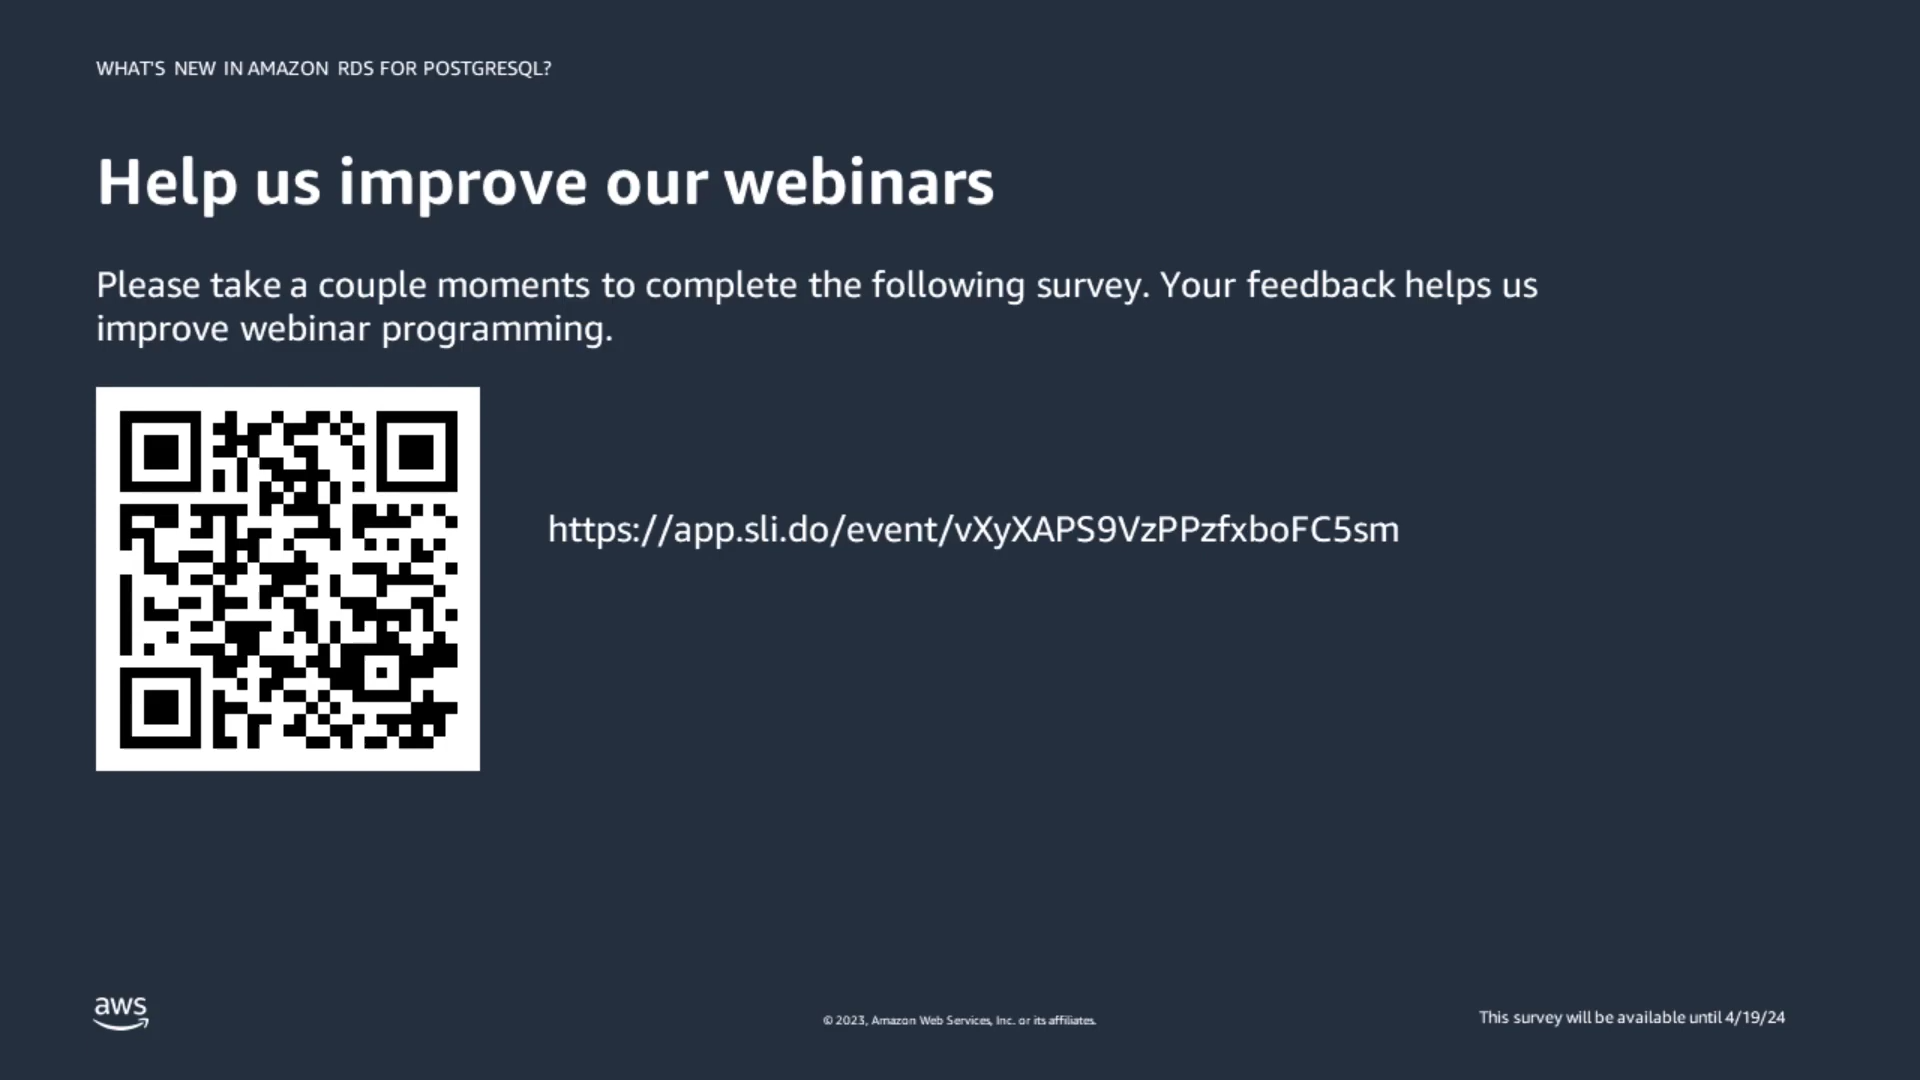 WHAT'S NEW IN AMAZON RDS FOR POSTGRESQL?
Help us improve our webinars
Please take a couple moments to complete the following survey. Your feedback helps us
improve webinar programming.
https://app.sli.do/event/vXyXAPS9VzPPzfxboFC5sm
aws
© 2023, Amazon Web Services, Inc. or its affiliates.
This survey will be available until 4/19/24